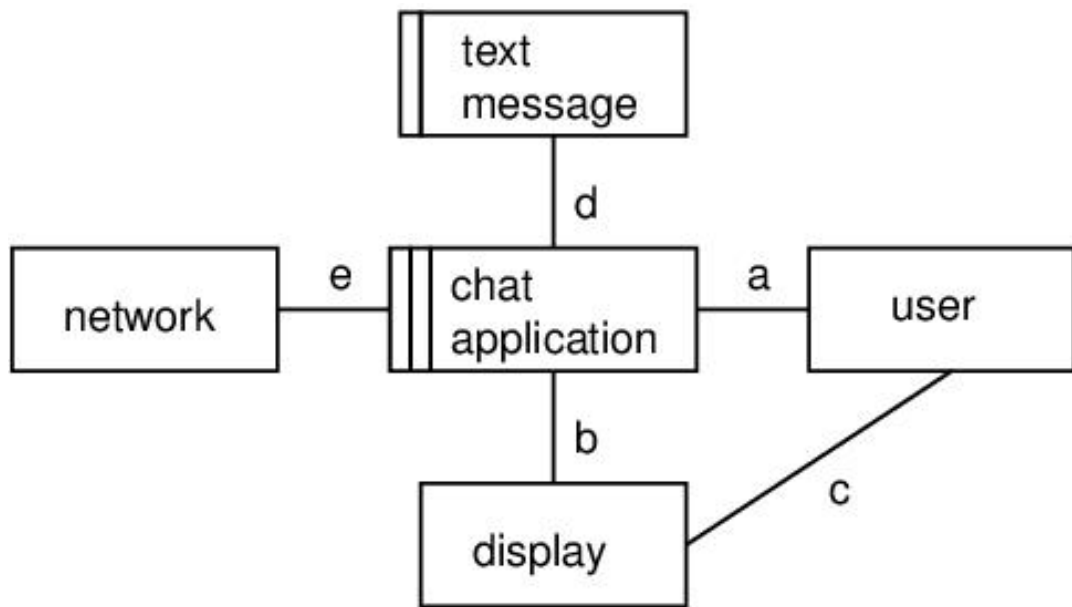 text
message
d
network
e
chat
application
a
user
b
c
display